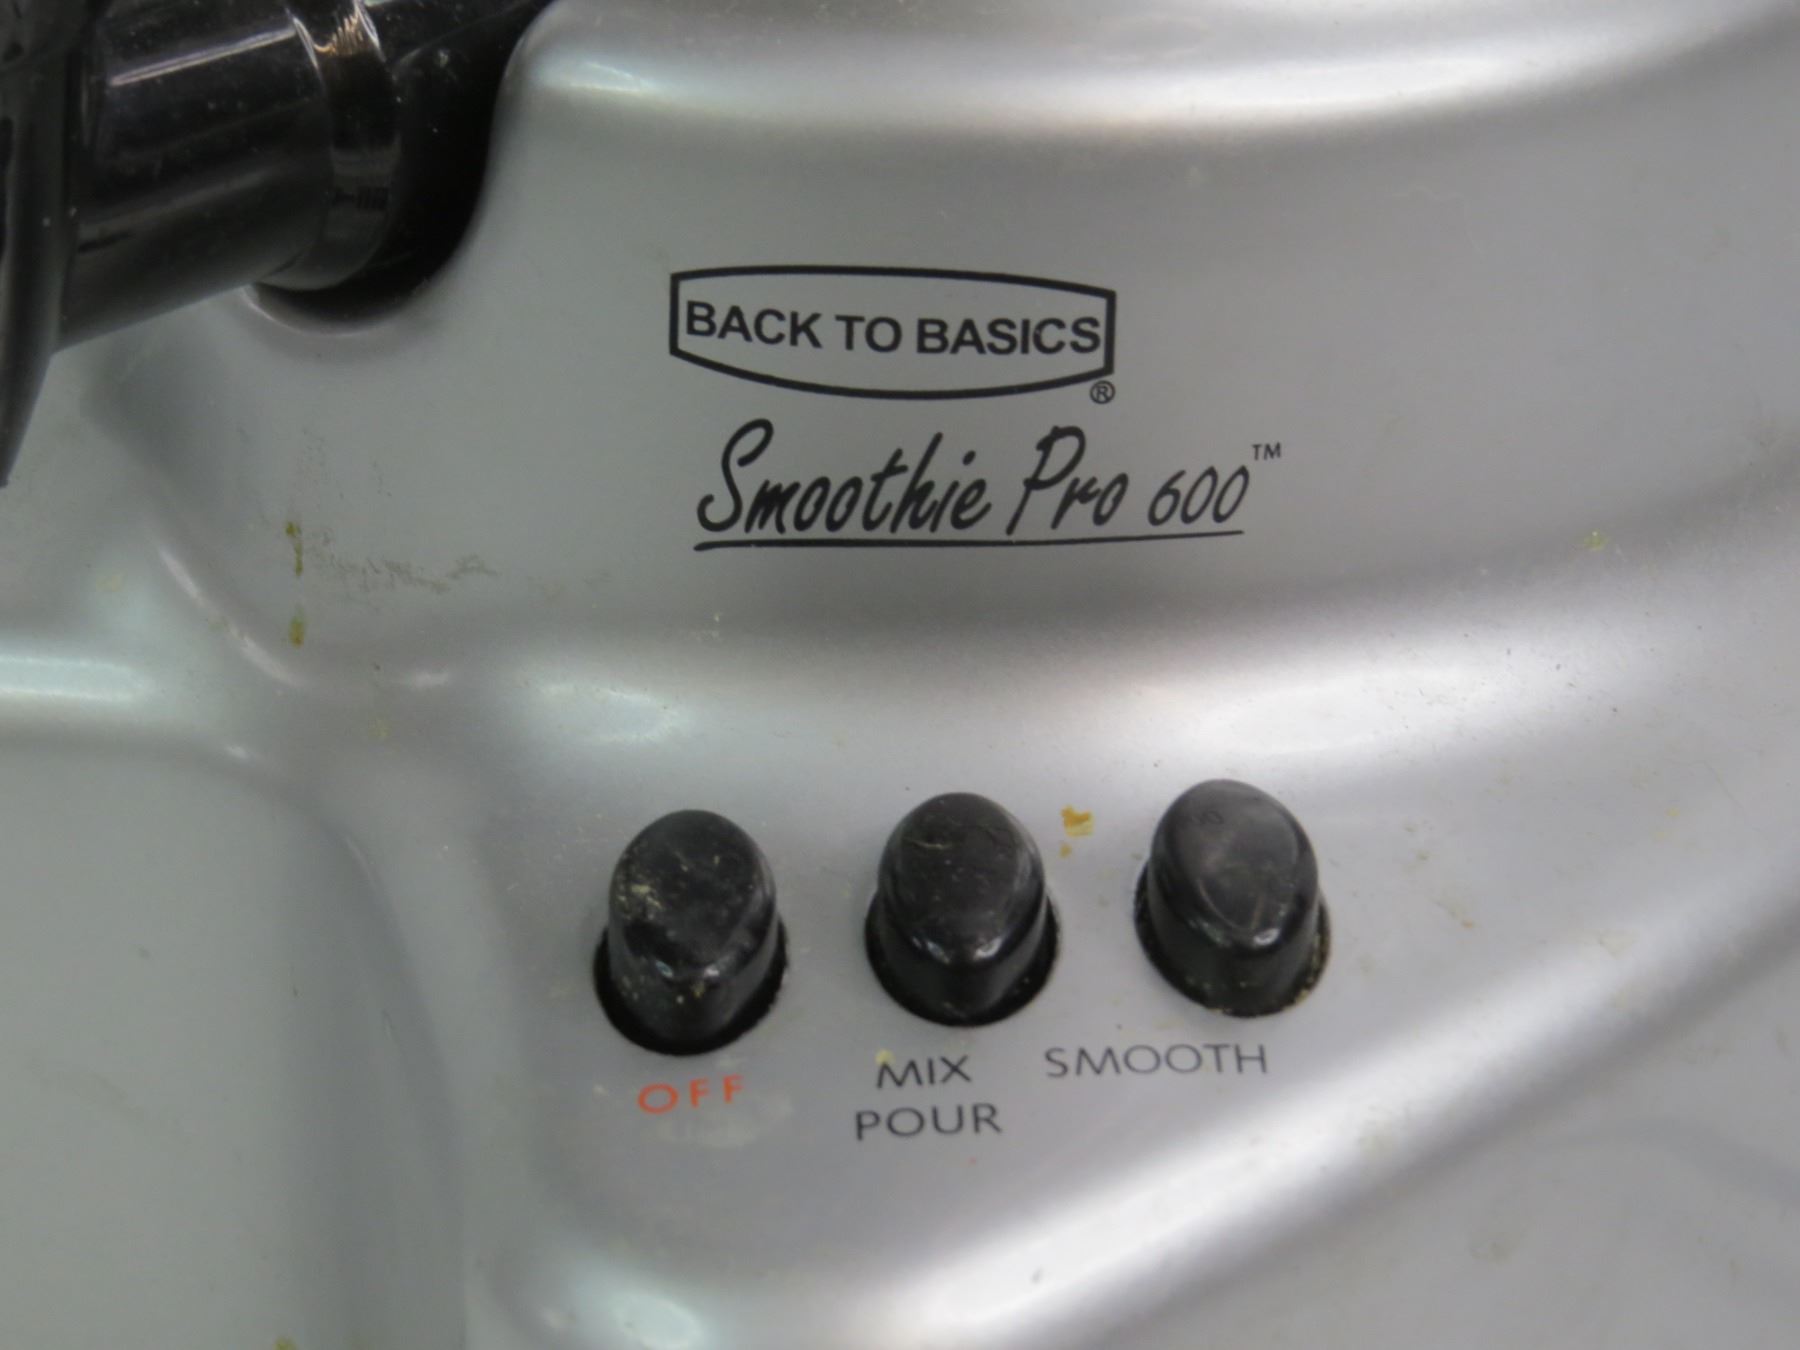 BACK TO BASICS
®
Smoothie Pro 600™
OFF
MIX
POUR
SMOOTH